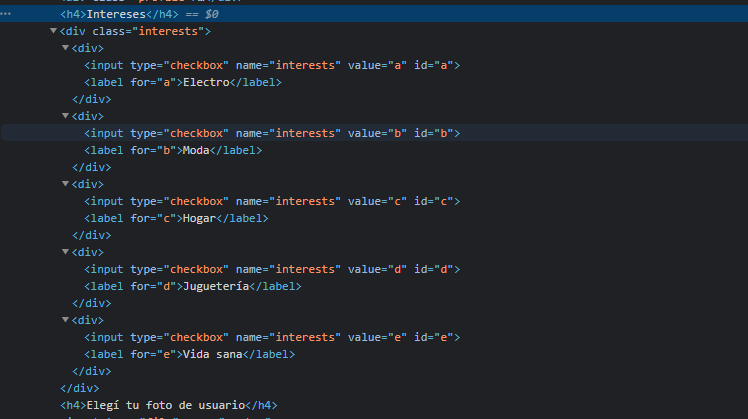 <h4>Intereses</h4> == $0
<div class="interests">
<div>
<input type="checkbox" name="interests" value="a" id="a">
<label for="a">Electro</label>
</div>
<div>
<input type="checkbox" name="interests" value="b" id="b">
<label for="b">Moda</label>
</div>
<div>
<input type="checkbox" name="interests" value="c" id="c">
<label for="c">Hogar</label>
</div>
<div>
<input type="checkbox" name="interests" value="d" id="d">
<label for="d">Juguetería</label>
</div>
<div>
<input type="checkbox" name="interests" value="e" id="e">
<label for="e">Vida sana</label>
</div>
</div>
<h4>Elegí tu foto de usuario</h4>